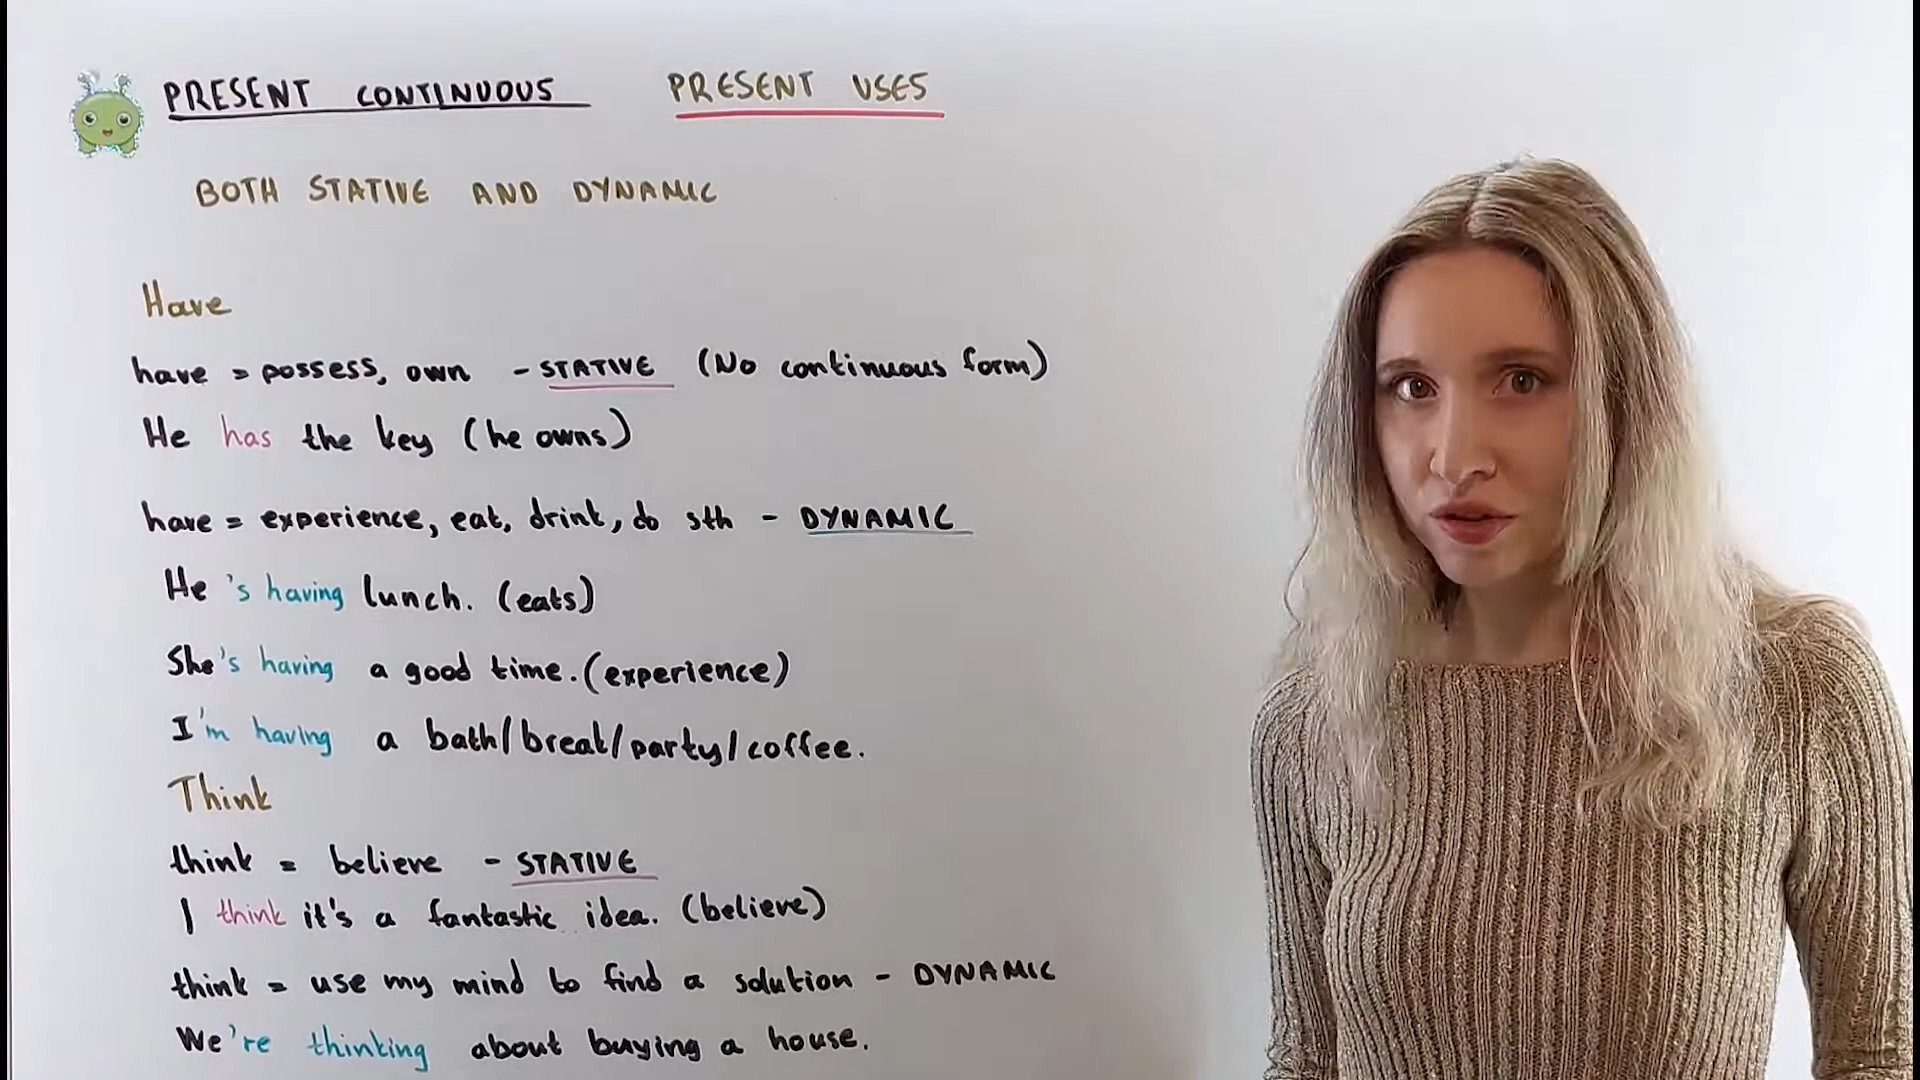 PRESENT CONTINUOUS PRESENT USES
BOTH STATIVE AND DYNAMIC
Have
have = possess, own - STATIVE (No continuous form)
He has the key (he owns)
have = experience, eat, drink, do sth - DYNAMIC
He 's having lunch. (eats)
She's having a good time. (experience)
I'm having a bath/break/party/coffee.
Think
think = believe - STATIVE
I think it's a fantastic idea. (believe)
think = use my mind to find a solution - DYNAMIC
We're thinking about buying a house.